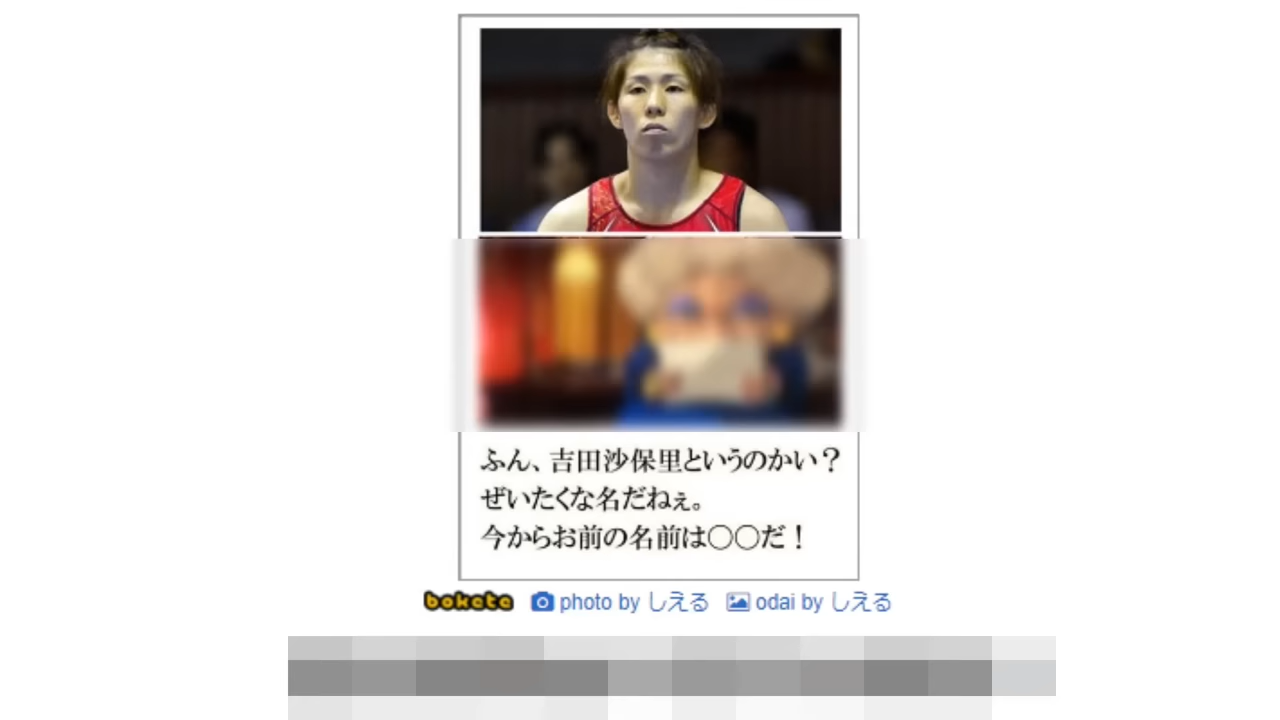 ふん、吉田沙保里というのかい？
ぜいたくな名だねぇ。
今からお前の名前は〇〇だ！
bokete photo by しえる odai by しえる